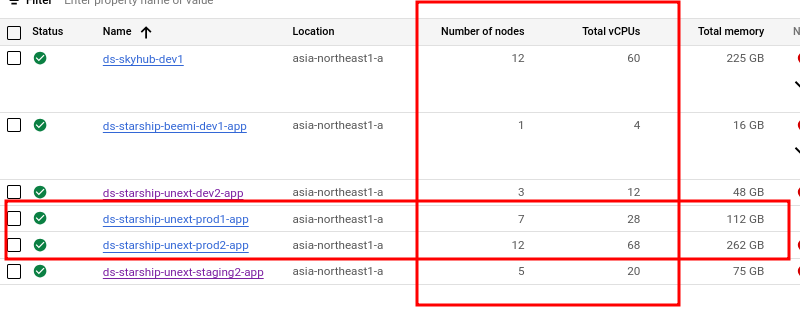 Filter Enter property name or value
Status Name Location Number of nodes Total vCPUs Total memory
ds-skyhub-dev1 asia-northeast1-a 12 60 225 GB
ds-starship-beemi-dev1-app asia-northeast1-a 1 4 16 GB
ds-starship-unext-dev2-app asia-northeast1-a 3 12 48 GB
ds-starship-unext-prod1-app asia-northeast1-a 7 28 112 GB
ds-starship-unext-prod2-app asia-northeast1-a 12 68 262 GB
ds-starship-unext-staging2-app asia-northeast1-a 5 20 75 GB